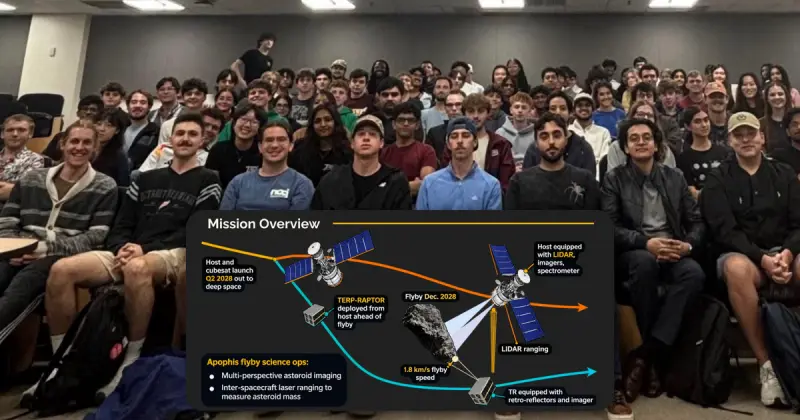 Mission Overview
Host and
cubesat launch
Q2 2028 out to
deep space
TERP-RAPTOR
deployed from
host ahead of
flyby
Flyby Dec. 2028
Host equipped
with LIDAR,
imagers,
spectrometer
LIDAR ranging
1.8 km/s flyby
speed
Apophis flyby science ops:
Multi-perspective asteroid imaging
Inter-spacecraft laser ranging to
measure asteroid mass
TR equipped with
retro-reflectors and imager